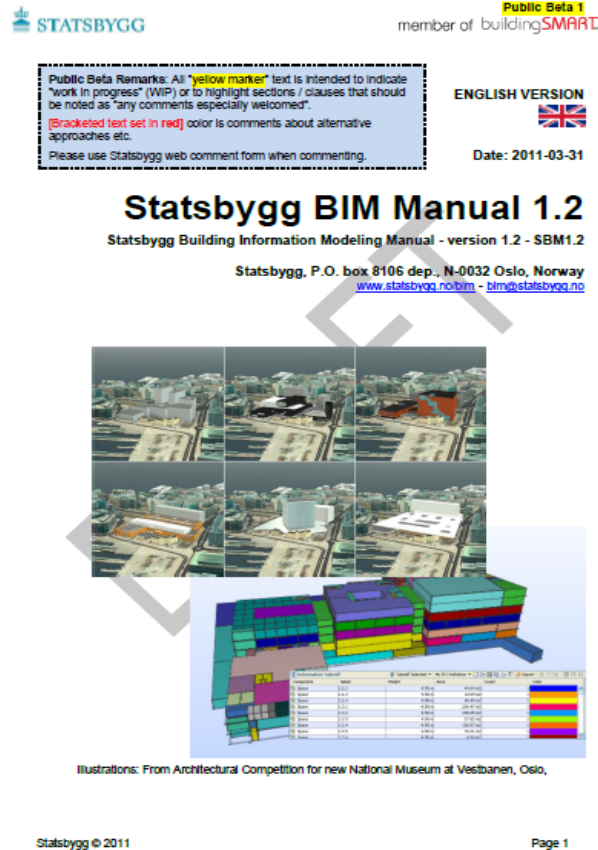 Public Beta 1
STATSBYGG
member of buildingSMART
Public Beta Remarks: All "yellow marker" text is intended to indicate
"work in progress" (WIP) or to highlight sections / clauses that should
be noted as "any comments especially welcomed".
[Bracketed text set in red] color is comments about alternative
approaches etc.
Please use Statsbygg web comment form when commenting.
ENGLISH VERSION
Date: 2011-03-31
Statsbygg BIM Manual 1.2
Statsbygg Building Information Modeling Manual - version 1.2 - SBM1.2
Statsbygg, P.O. box 8106 dep., N-0032 Oslo, Norway
www.statsbygg.no/bim - bim@statsbygg.no
DRAFT
Information Takeoff
Illustrations: From Architectural Competition for new National Museum at Vestbanen, Oslo,
Statsbygg © 2011
Page 1